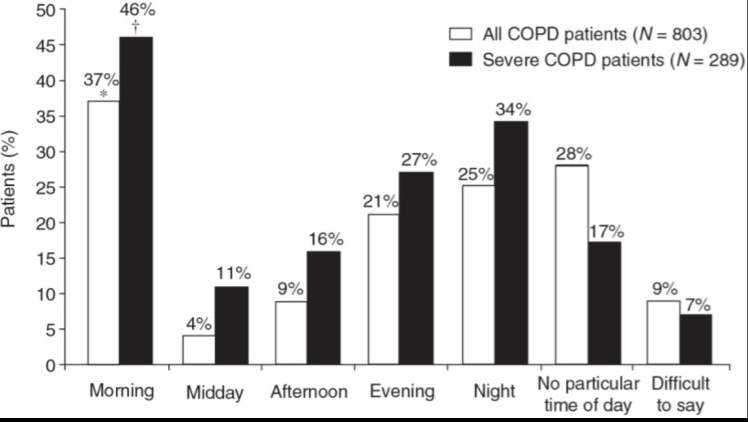 Patients (%)
50
45
40
35
30
25
20
15
10
5
0
All COPD patients (N = 803)
Severe COPD patients (N = 289)
37%
*
46%
†
4%
11%
9%
16%
21%
27%
25%
34%
28%
17%
9%
7%
Morning
Midday
Afternoon
Evening
Night
No particular
time of day
Difficult
to say